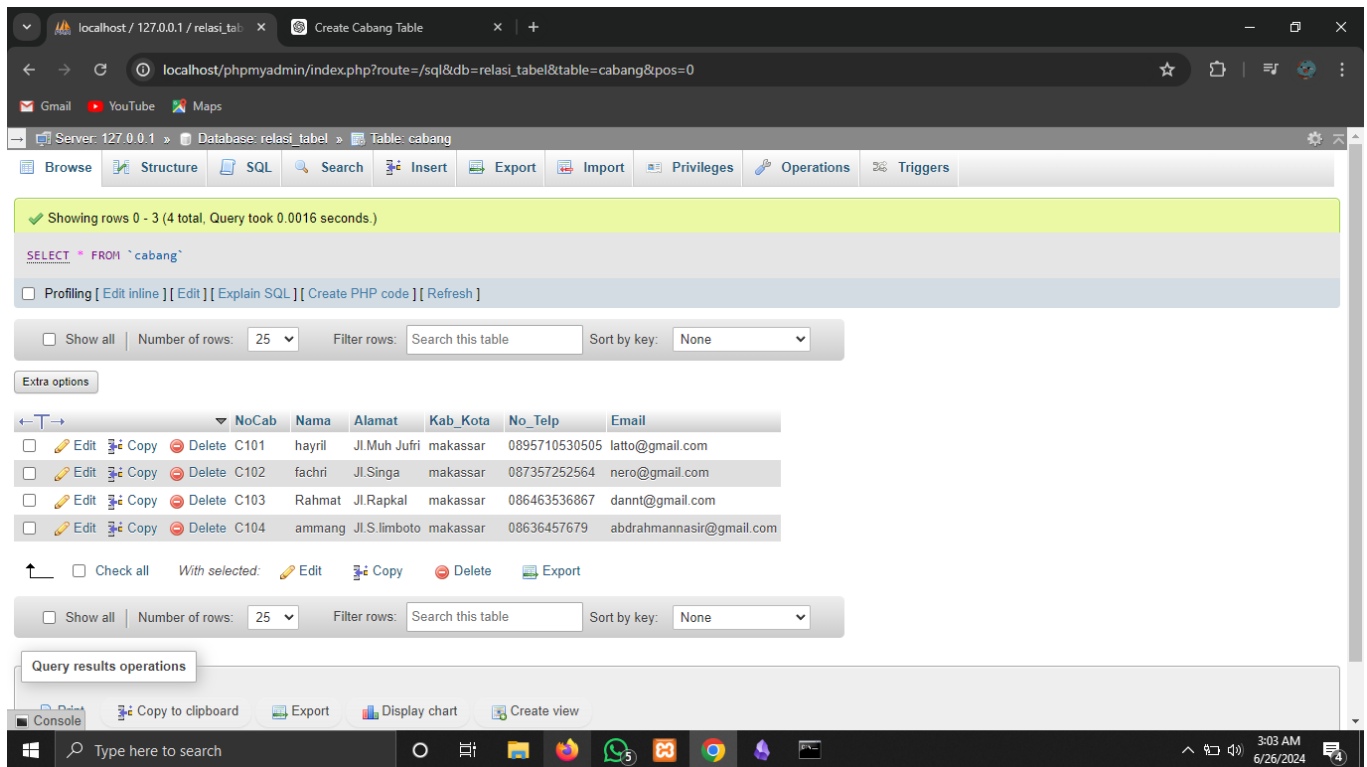 localhost / 127.0.0.1 / relasi_tab
Create Cabang Table
localhost/phpmyadmin/index.php?route=/sql&db=relasi_tabel&table=cabang&pos=0
Gmail YouTube Maps
Server: 127.0.0.1 » Database: relasi_tabel » Table: cabang
Browse Structure SQL Search Insert Export Import Privileges Operations Triggers
Showing rows 0 - 3 (4 total, Query took 0.0016 seconds.)
SELECT * FROM `cabang`
Profiling [ Edit inline ] [ Edit ] [ Explain SQL ] [ Create PHP code ] [ Refresh ]
Show all | Number of rows: 25 Filter rows: Search this table Sort by key: None
Extra options
←T→ NoCab Nama Alamat Kab_Kota No_Telp Email
Edit Copy Delete C101 hayril Jl.Muh Jufri makassar 0895710530505 latto@gmail.com
Edit Copy Delete C102 fachri Jl.Singa makassar 087357252564 nero@gmail.com
Edit Copy Delete C103 Rahmat Jl.Rapkal makassar 086463536867 dannt@gmail.com
Edit Copy Delete C104 ammang Jl.S.limboto makassar 08636457679 abdrahmannasir@gmail.com
Check all With selected: Edit Copy Delete Export
Show all | Number of rows: 25 Filter rows: Search this table Sort by key: None
Query results operations
Print Copy to clipboard Export Display chart Create view
Console
Type here to search
5
3:03 AM
6/26/2024
4